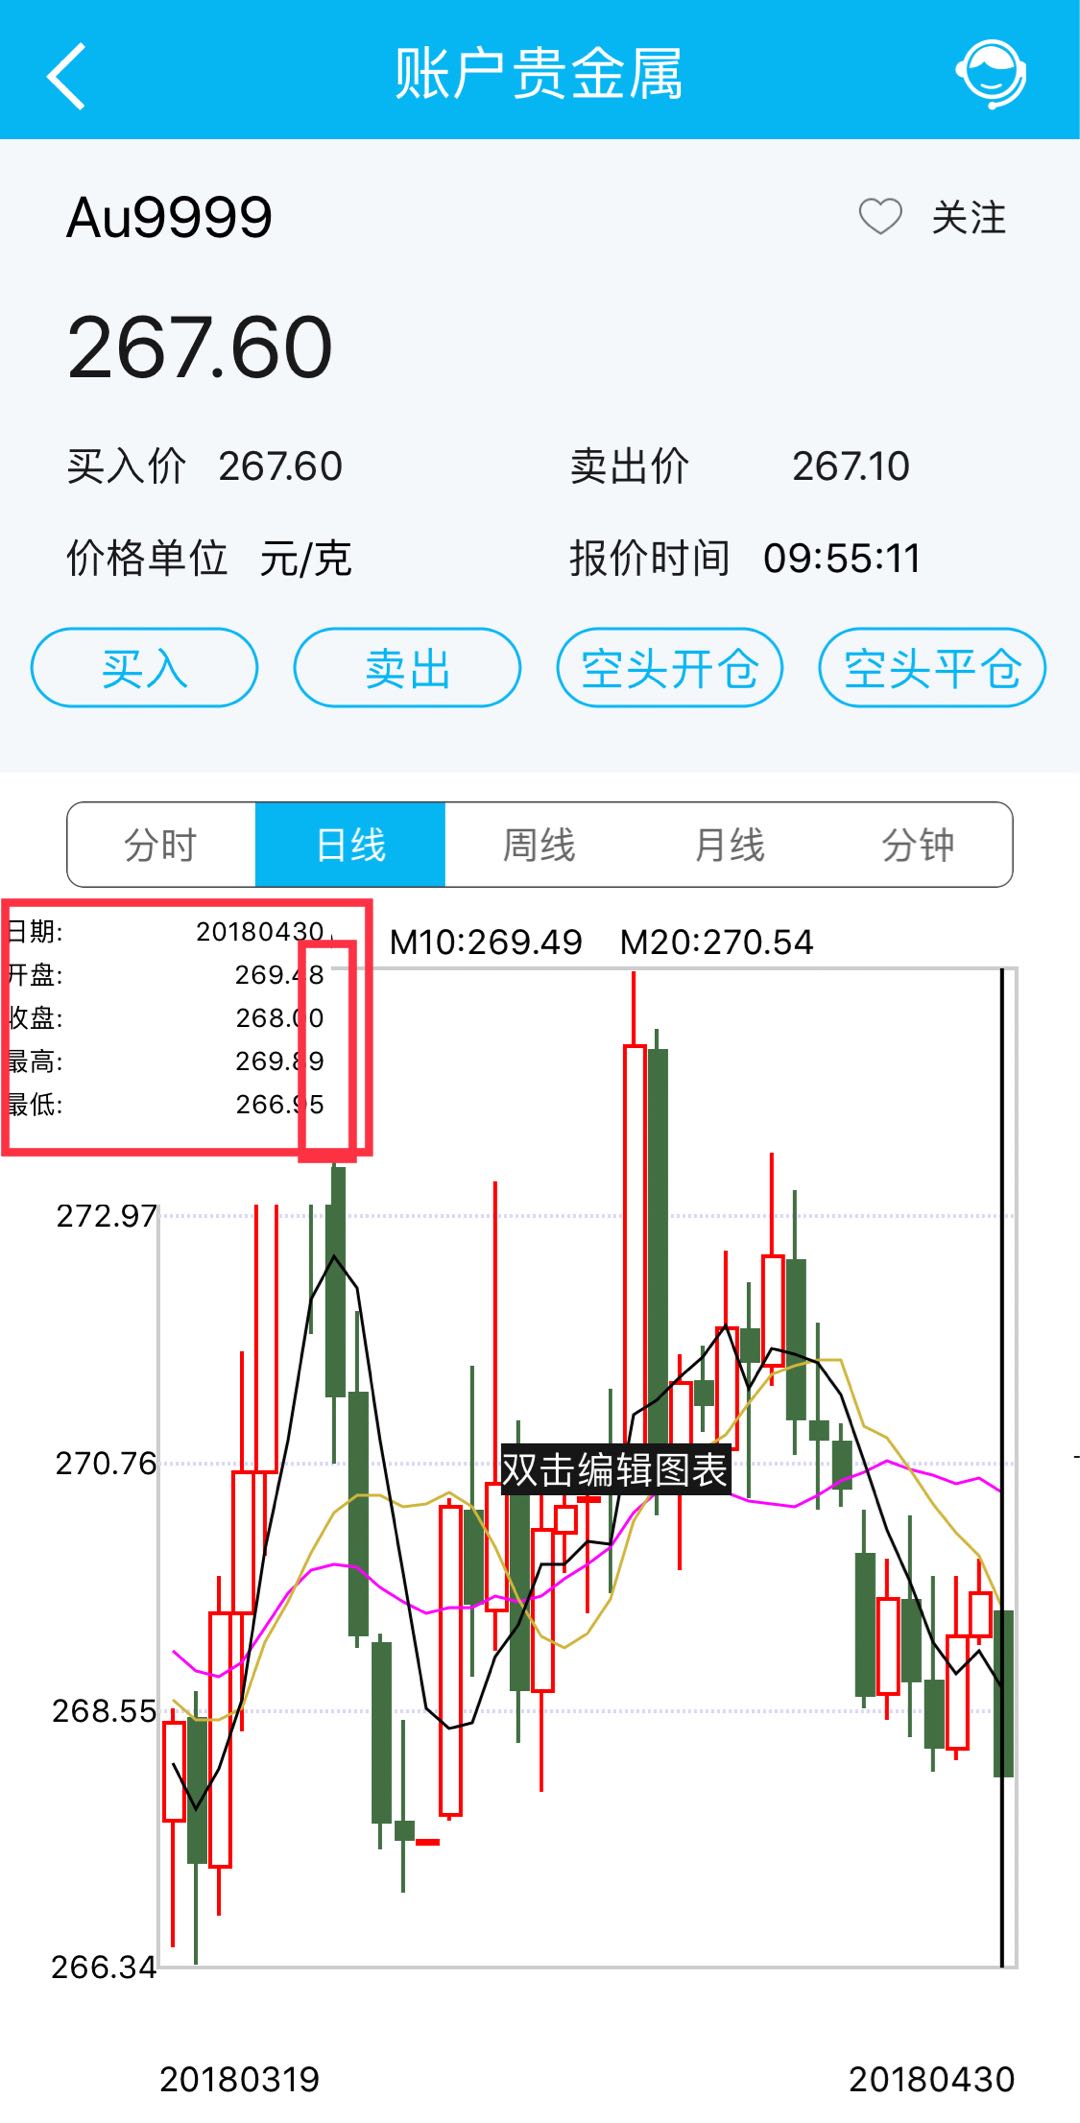 账户贵金属
Au9999 关注
267.60
买入价 267.60 卖出价 267.10
价格单位 元/克 报价时间 09:55:11
买入 卖出 空头开仓 空头平仓
分时 日线 周线 月线 分钟
日期: 20180430 M10:269.49 M20:270.54
开盘: 269.48
收盘: 268.00
最高: 269.89
最低: 266.95
272.97
270.76
双击编辑图表
268.55
266.34
20180319 20180430